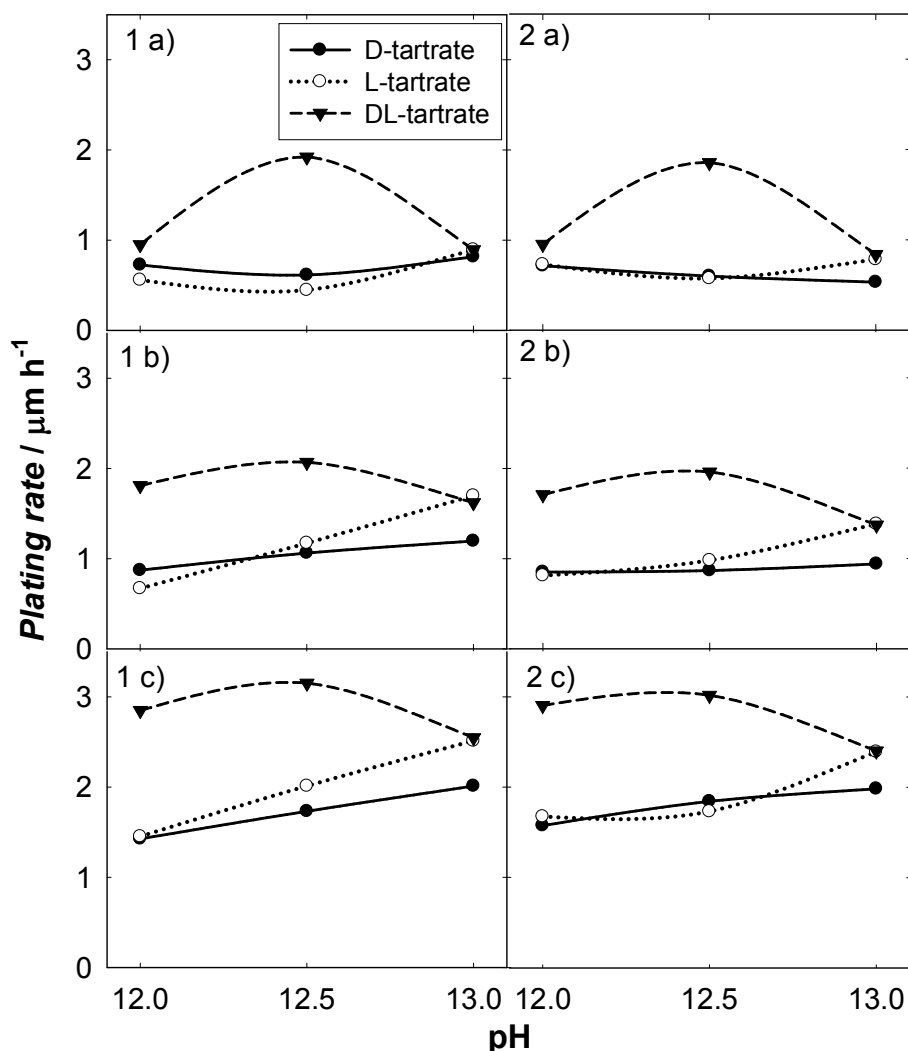 1 a)
D-tartrate
L-tartrate
DL-tartrate
2 a)
3
2
1
0
1 b)
2 b)
3
2
1
0
1 c)
2 c)
3
2
1
0
Plating rate / μm h⁻¹
12.0 12.5 13.0 12.0 12.5 13.0
pH